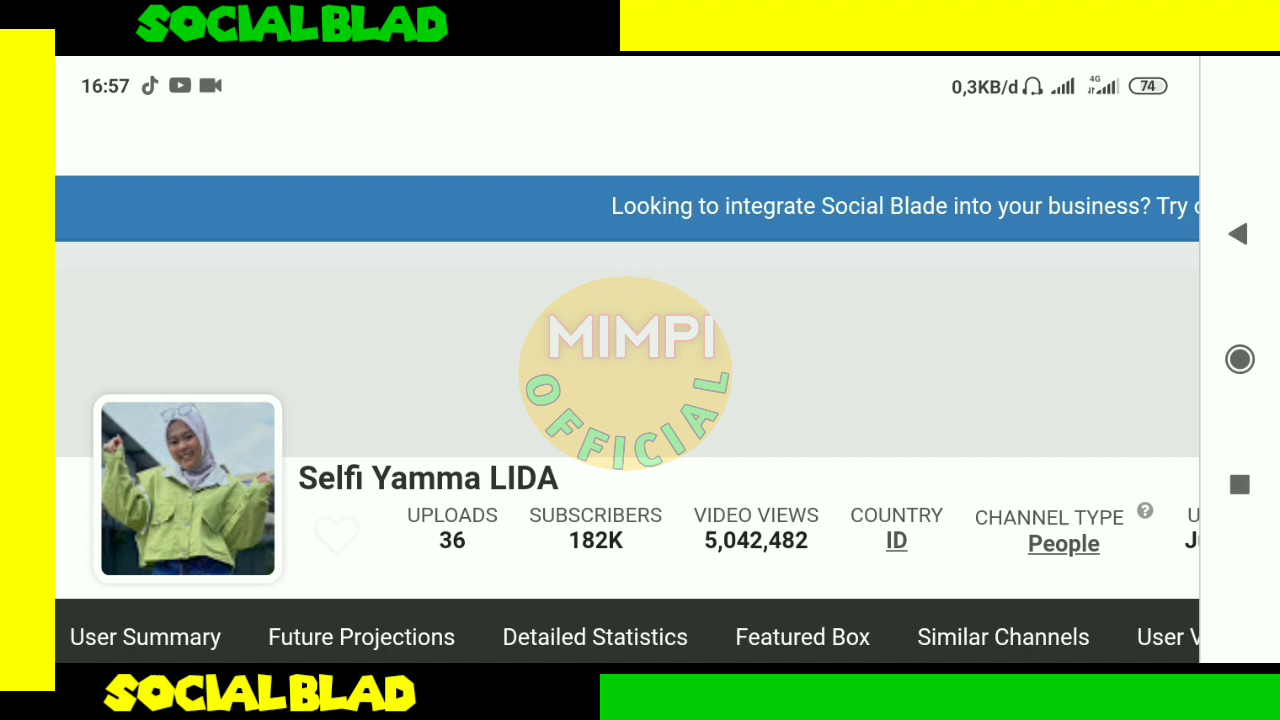 SOCIALBLAD
16:57
0,3KB/d
4G
74
Looking to integrate Social Blade into your business? Try
MIMPI
OFFICIAL
Selfi Yamma LIDA
UPLOADS SUBSCRIBERS VIDEO VIEWS COUNTRY CHANNEL TYPE ? U
36 182K 5,042,482 ID People
User Summary Future Projections Detailed Statistics Featured Box Similar Channels User
SOCIALBLAD